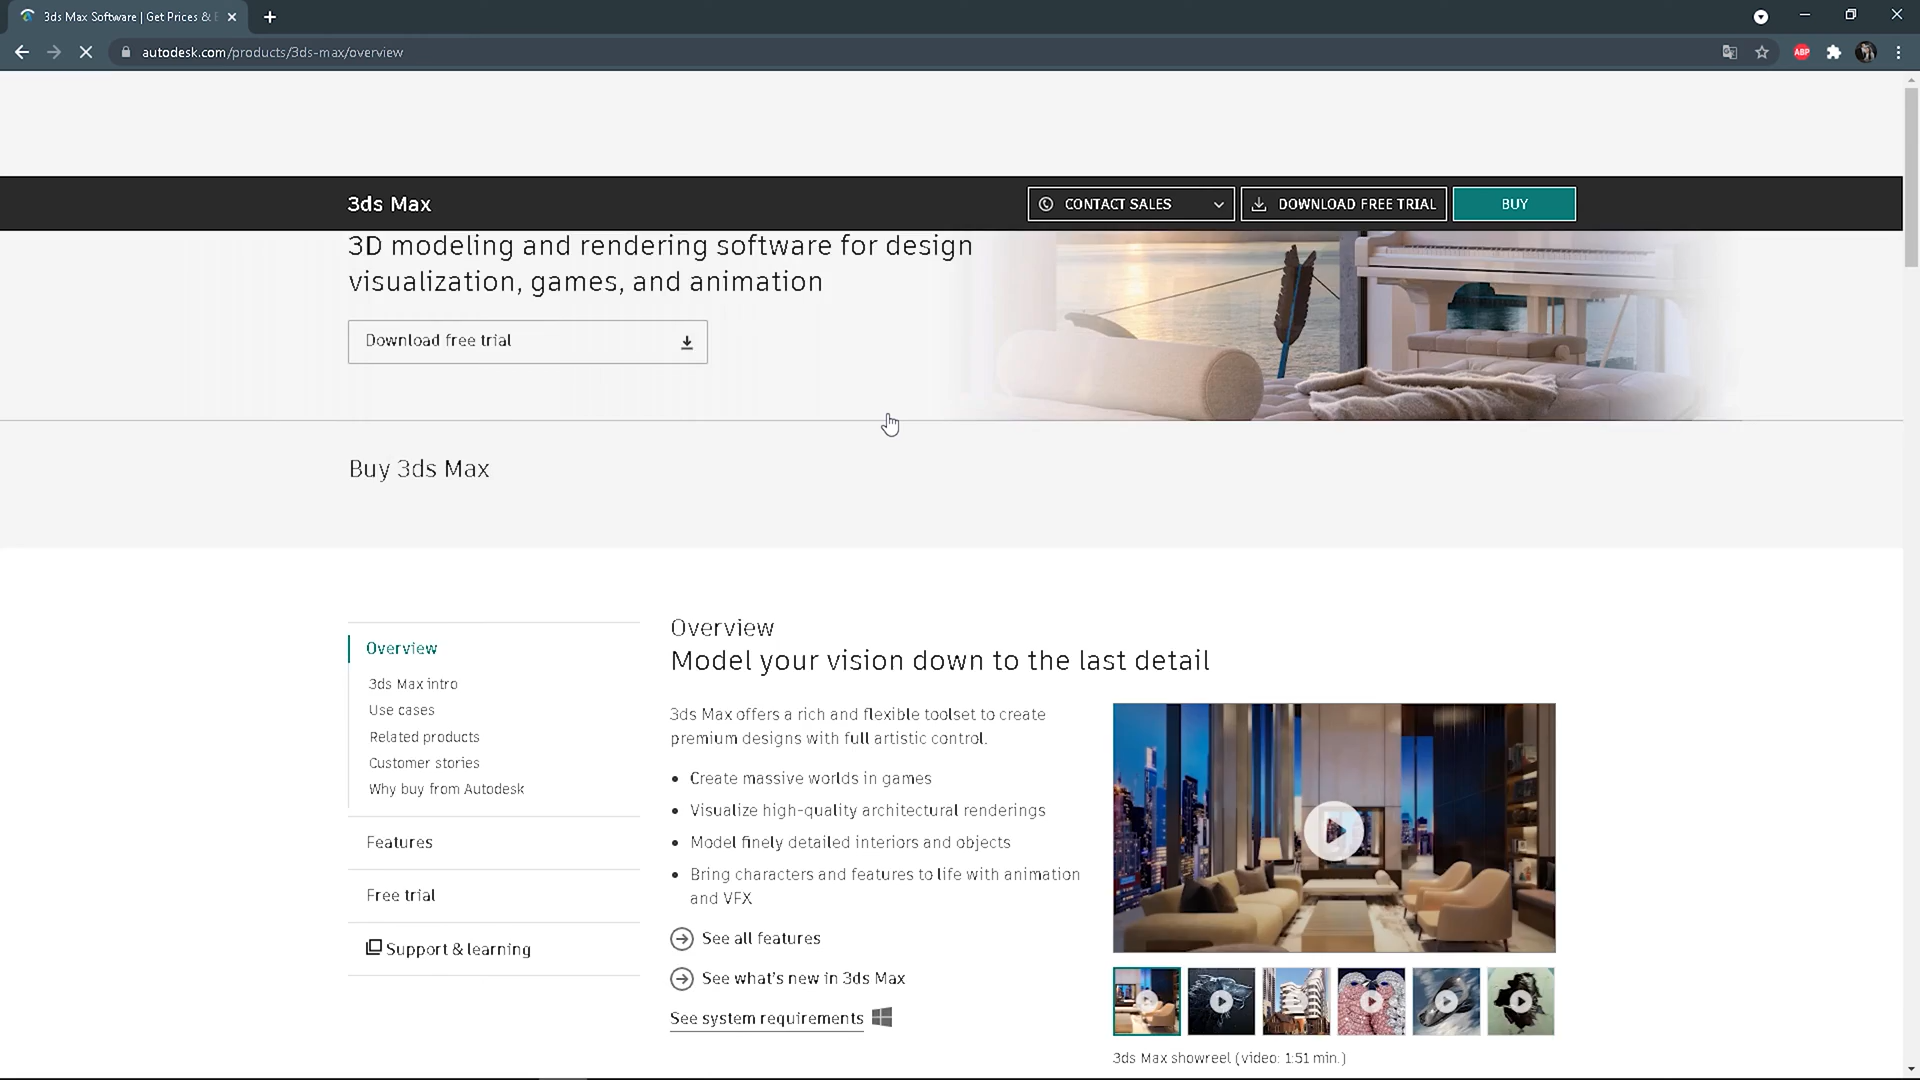 3ds Max Software | Get Prices &
autodesk.com/products/3ds-max/overview
ABP
3ds Max
CONTACT SALES
DOWNLOAD FREE TRIAL
BUY
3D modeling and rendering software for design
visualization, games, and animation
Download free trial
Buy 3ds Max
Overview
3ds Max intro
Use cases
Related products
Customer stories
Why buy from Autodesk
Features
Free trial
Support & learning
Overview
Model your vision down to the last detail
3ds Max offers a rich and flexible toolset to create
premium designs with full artistic control.
• Create massive worlds in games
• Visualize high-quality architectural renderings
• Model finely detailed interiors and objects
• Bring characters and features to life with animation
and VFX
See all features
See what's new in 3ds Max
See system requirements
3ds Max showreel (video: 1:51 min.)